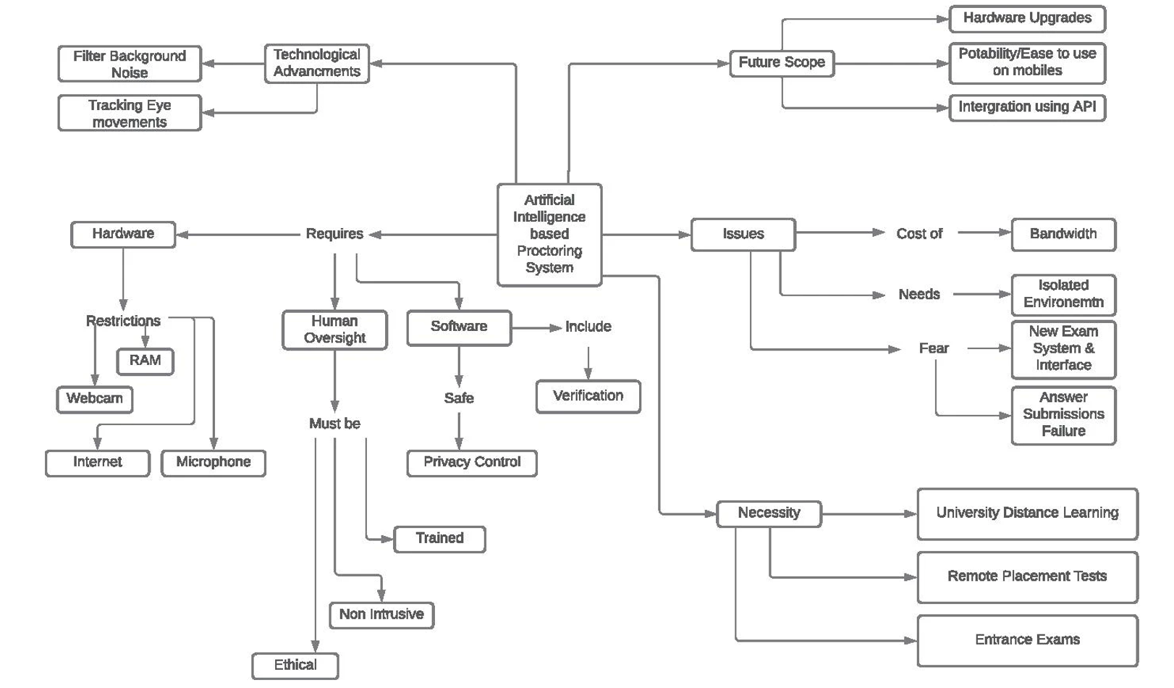 Hardware Upgrades
Filter Background
Noise
Technological
Advancments
Future Scope
Potability/Ease to use
on mobiles
Tracking Eye
movements
Intergration using API
Artificial
Intelligence
based
Proctoring
System
Hardware
Requires
Issues
Cost of
Bandwidth
Needs
Isolated
Environemtn
Restrictions
Human
Oversight
Software
Include
New Exam
System &
Interface
Fear
RAM
Webcam
Safe
Verification
Answer
Submissions
Failure
Must be
Internet
Microphone
Privacy Control
Necessity
University Distance Learning
Trained
Remote Placement Tests
Non Intrusive
Entrance Exams
Ethical